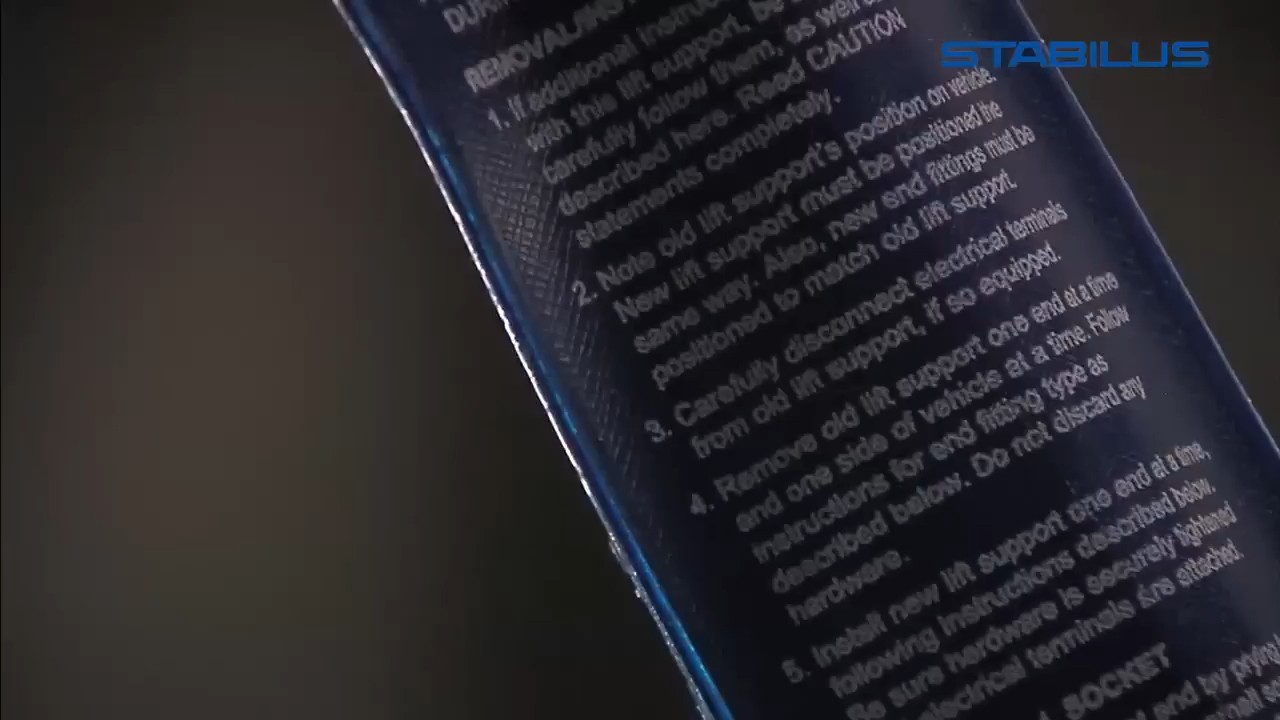 STABILUS
1. If additional instruc
with this lift support, be
carefully follow them, as well
described here. Read CAUTION
statements completely.
2. Note old lift support's position on vehicle.
New lift support must be positioned the
same way. Also, new end fittings must be
positioned to match old lift support.
3. Carefully disconnect electrical terminals
from old lift support, if so equipped.
4. Remove old lift support one end at a time
and one side of vehicle at a time. Follow
instructions for end fitting type as
described below. Do not discard any
hardware.
5. Install new lift support one end at a time,
following instructions described below.
Be sure hardware is securely tightened
electrical terminals are attached.
SOCKET
end by prying